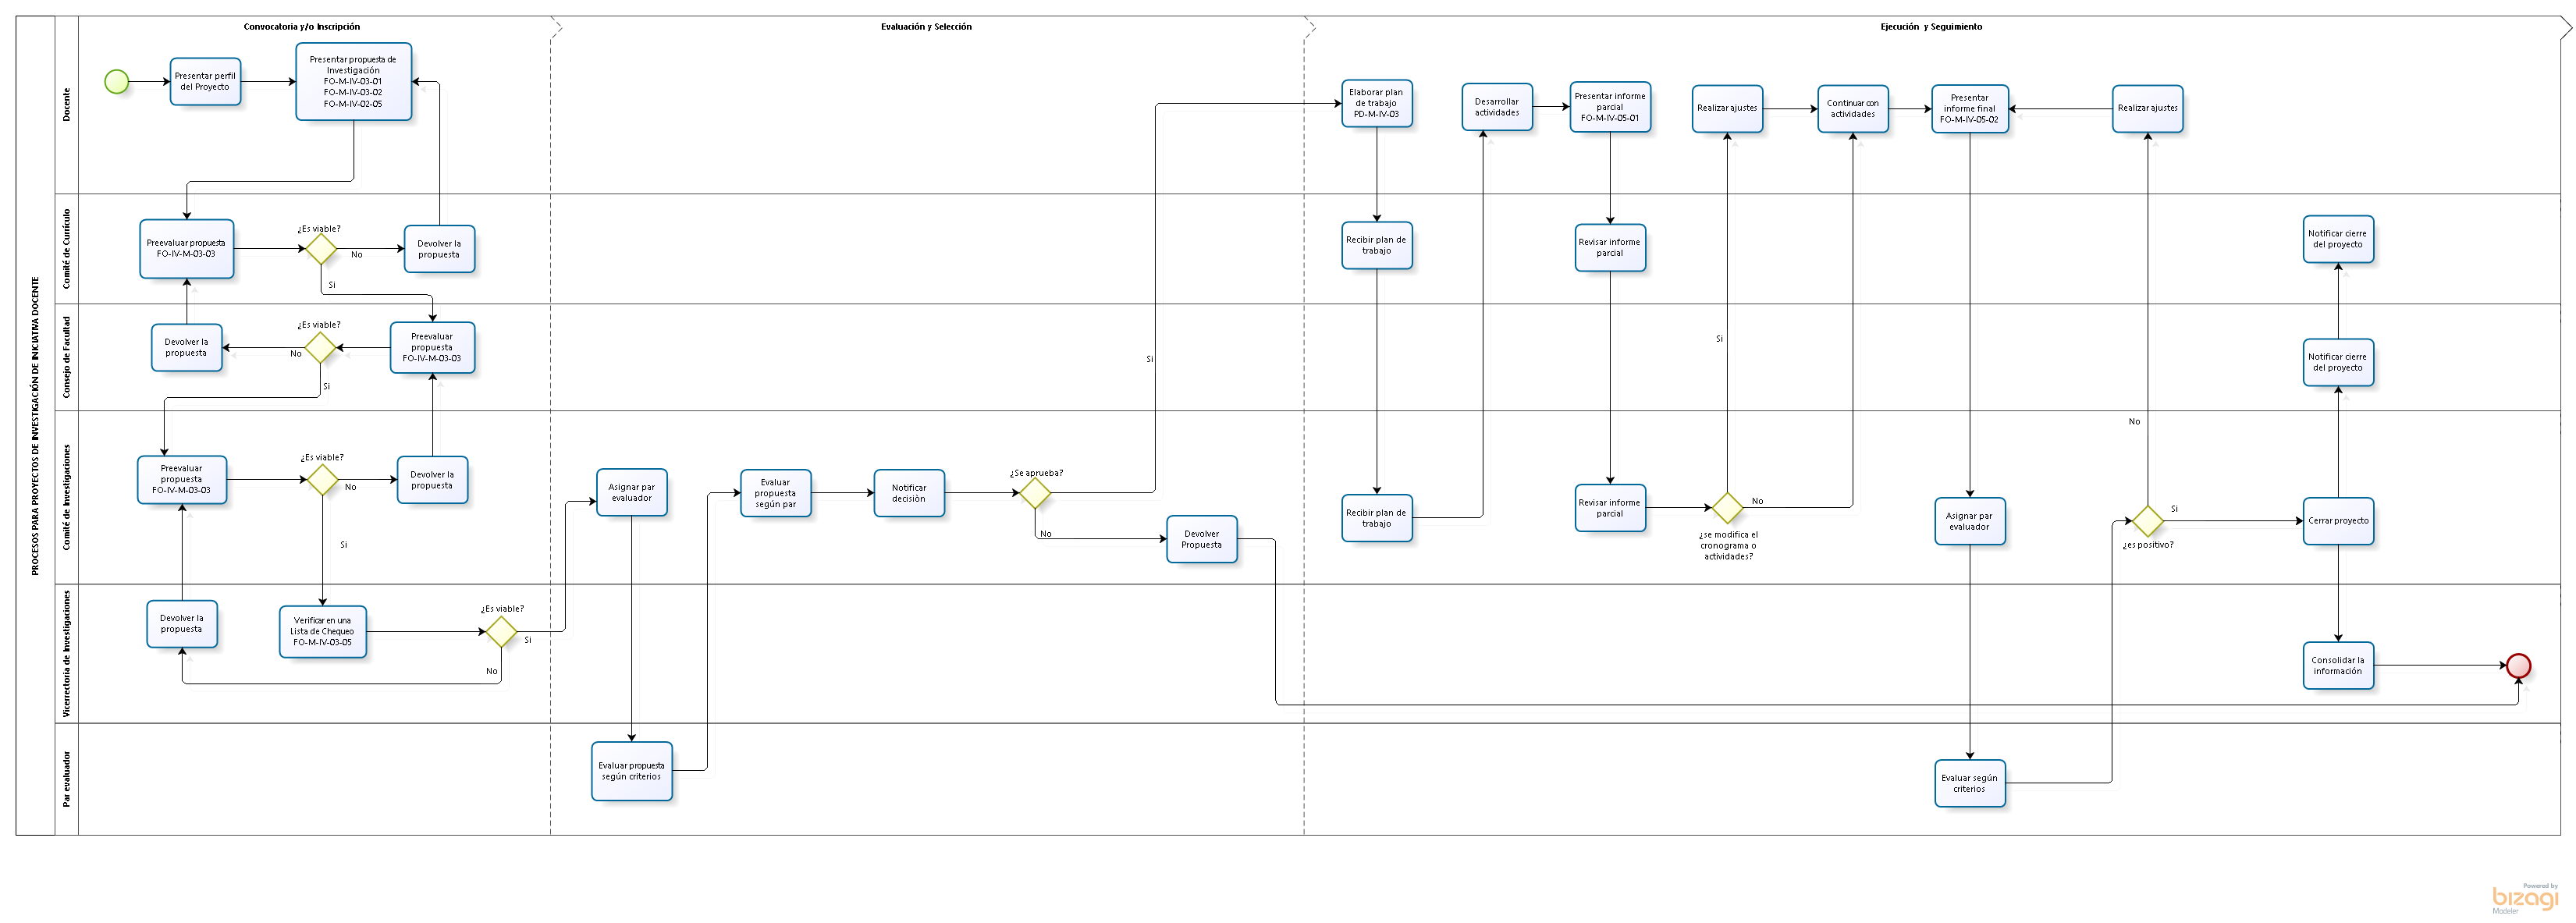 Convocatoria y/o Inscripción
Evaluación y Selección
Ejecución y Seguimiento
PROCESOS PARA PROYECTOS DE INVESTIGACIÓN DE INICIATIVA DOCENTE
Docente
Presentar perfil
del Proyecto
Presentar propuesta de
Investigación
FO-M-IV-03-01
FO-M-IV-03-02
FO-M-IV-02-05
Elaborar plan
de trabajo
PD-M-IV-03
Desarrollar
actividades
Presentar informe
parcial
FO-M-IV-05-01
Realizar ajustes
Continuar con
actividades
Presentar
informe final
FO-M-IV-05-02
Realizar ajustes
Comité de Currículo
Preevaluar propuesta
FO-IV-M-03-03
¿Es viable?
No
Si
Devolver la
propuesta
Recibir plan de
trabajo
Revisar informe
parcial
Notificar cierre
del proyecto
Consejo de Facultad
Devolver la
propuesta
¿Es viable?
No
Si
Preevaluar
propuesta
FO-IV-M-03-03
Si
Si
Notificar cierre
del proyecto
Comité de Investigaciones
Preevaluar
propuesta
FO-IV-M-03-03
¿Es viable?
No
Si
Devolver la
propuesta
Asignar par
evaluador
Evaluar
propuesta
según par
Notificar
decisiòn
¿Se aprueba?
No
Devolver
Propuesta
Recibir plan de
trabajo
Revisar informe
parcial
No
¿se modifica el
cronograma o
actividades?
Asignar par
evaluador
No
Si
¿es positivo?
Cerrar proyecto
Vicerrectoria de Investigaciones
Devolver la
propuesta
Verificar en una
Lista de Chequeo
FO-M-IV-03-05
¿Es viable?
Si
No
Consolidar la
información
Par evaluador
Evaluar propuesta
según criterios
Evaluar según
criterios
Powered by
bizagi
Modeler